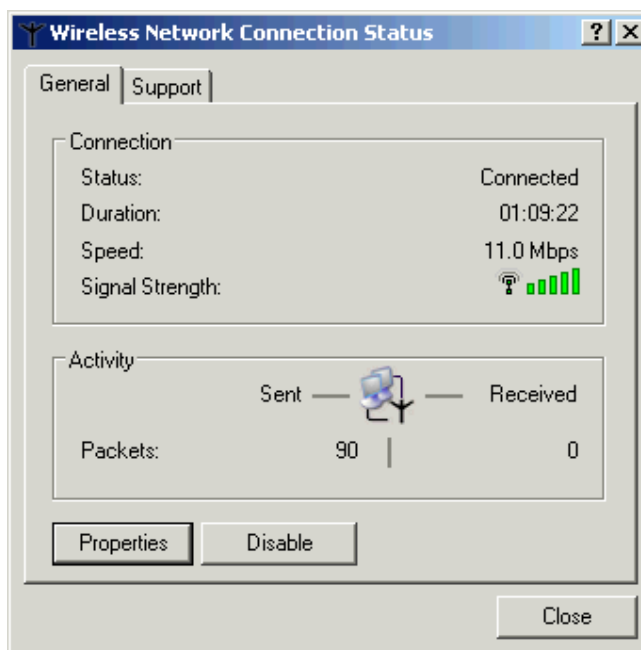 Wireless Network Connection Status
General Support
Connection
Status: Connected
Duration: 01:09:22
Speed: 11.0 Mbps
Signal Strength:
Activity
Sent Received
Packets: 90 0
Properties Disable
Close